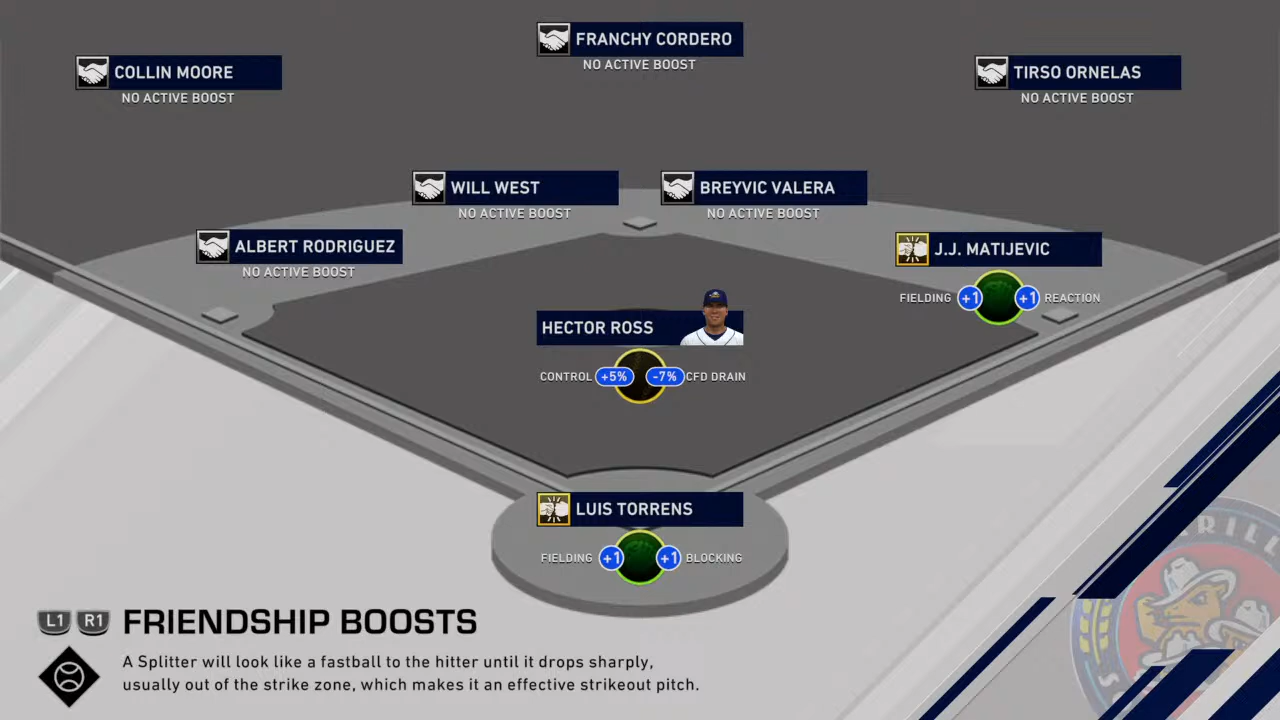 FRANCHY CORDERO
NO ACTIVE BOOST
COLLIN MOORE
NO ACTIVE BOOST
TIRSO ORNELAS
NO ACTIVE BOOST
WILL WEST
NO ACTIVE BOOST
BREYVIC VALERA
NO ACTIVE BOOST
ALBERT RODRIGUEZ
NO ACTIVE BOOST
J.J. MATIJEVIC
FIELDING +1 +1 REACTION
HECTOR ROSS
CONTROL +5% -7% CFD DRAIN
LUIS TORRENS
FIELDING +1 +1 BLOCKING
L1 R1 FRIENDSHIP BOOSTS
A Splitter will look like a fastball to the hitter until it drops sharply,
usually out of the strike zone, which makes it an effective strikeout pitch.